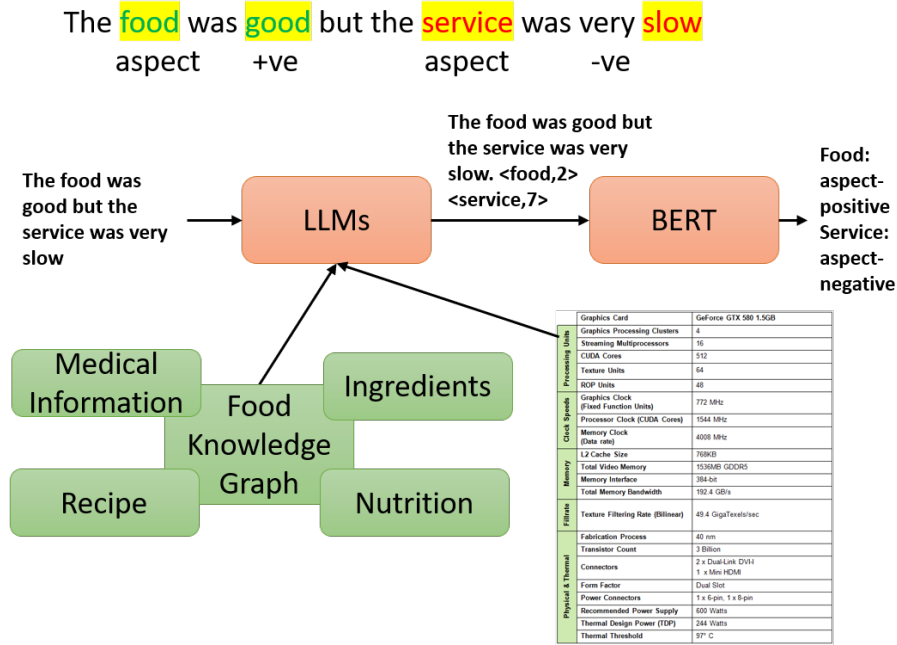 The food was good but the service was very slow
aspect +ve aspect -ve
The food was
good but the
service was very
slow
LLMs
The food was good but
the service was very
slow. <food,2>
<service,7>
BERT
Food:
aspect-
positive
Service:
aspect-
negative
Medical
Information
Ingredients
Food
Knowledge
Graph
Recipe
Nutrition
Graphics Card GeForce GTX 580 1.5GB
Processing Units
Graphics Processing Clusters 4
Streaming Multiprocessors 16
CUDA Cores 512
Texture Units 64
ROP Units 48
Clock Speeds
Graphics Clock
(Fixed Function Units) 772 MHz
Processor Clock (CUDA Cores) 1544 MHz
Memory Clock
(Data rate) 4008 MHz
Memory
L2 Cache Size 768KB
Total Video Memory 1536MB GDDR5
Memory Interface 384-bit
Total Memory Bandwidth 192.4 GB/s
Fillrate
Texture Filtering Rate (Bilinear) 49.4 GigaTexels/sec
Physical & Thermal
Fabrication Process 40 nm
Transistor Count 3 Billion
Connectors 2 x Dual-Link DVI-I
1 x Mini HDMI
Form Factor Dual Slot
Power Connectors 1 x 6-pin, 1 x 8-pin
Recommended Power Supply 600 Watts
Thermal Design Power (TDP) 244 Watts
Thermal Threshold 97° C